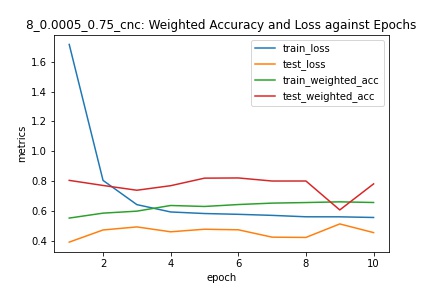 8_0.0005_0.75_cnc: Weighted Accuracy and Loss against Epochs
train_loss
test_loss
train_weighted_acc
test_weighted_acc
metrics
1.6
1.4
1.2
1.0
0.8
0.6
0.4
2 4 6 8 10
epoch